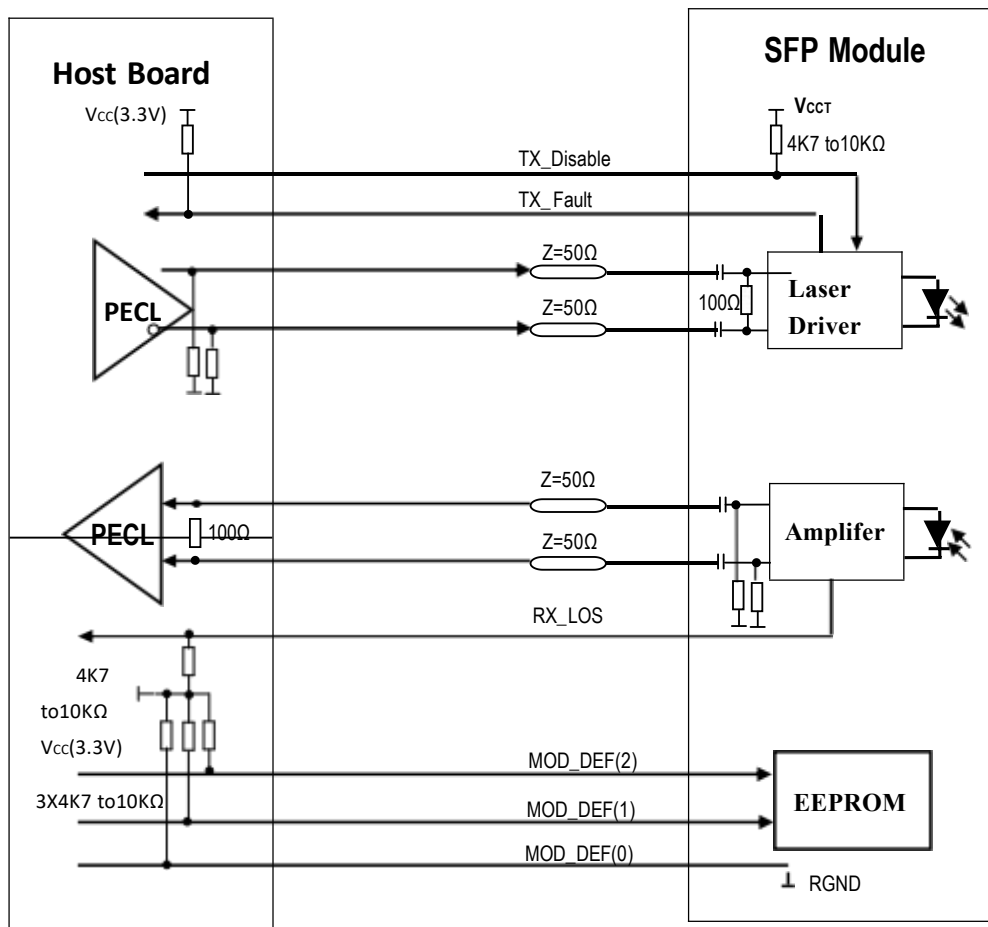 Host Board
SFP Module
Vcc(3.3V)
VCCT
4K7 to10KΩ
TX_Disable
TX_Fault
Z=50Ω
PECL
100Ω
Laser
Driver
Z=50Ω
Z=50Ω
PECL
100Ω
Amplifer
Z=50Ω
RX_LOS
4K7
to10KΩ
Vcc(3.3V)
MOD_DEF(2)
3X4K7 to10KΩ
EEPROM
MOD_DEF(1)
MOD_DEF(0)
RGND